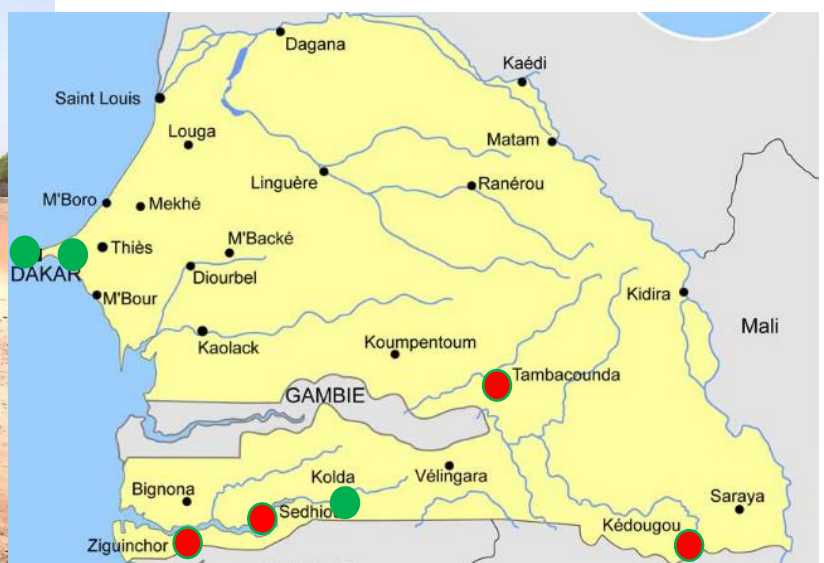 Dagana
Kaédi
Saint Louis
Louga
Matam
Linguère
Ranérou
M'Boro
Mekhé
Thiès
M'Backé
DAKAR
Diourbel
M'Bour
Kidira
Mali
Kaolack
Koumpentoum
Tambacounda
GAMBIE
Kolda
Vélingara
Bignona
Saraya
Kédougou
Ziguinchor